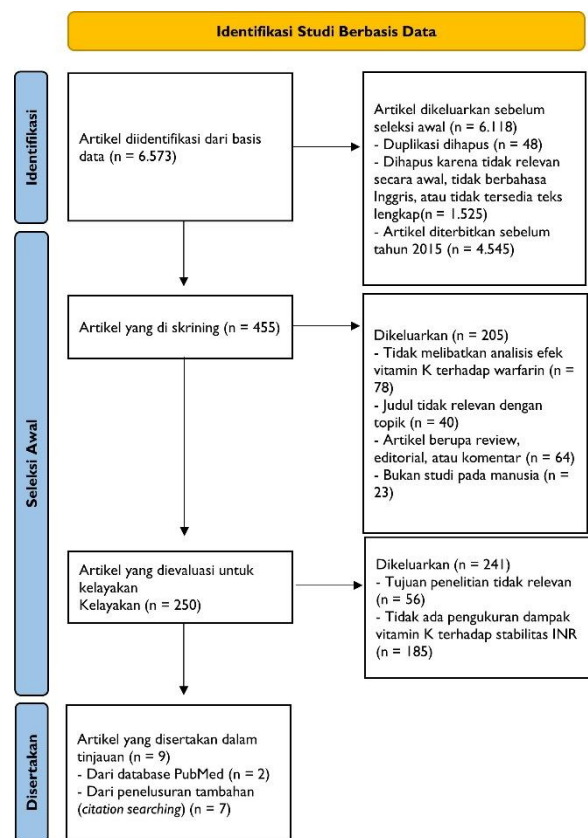 Identifikasi Studi Berbasis Data
Identifikasi
Artikel diidentifikasi dari basis
data (n = 6.573)
Artikel dikeluarkan sebelum
seleksi awal (n = 6.118)
- Duplikasi dihapus (n = 48)
- Dihapus karena tidak relevan
secara awal, tidak berbahasa
Inggris, atau tidak tersedia teks
lengkap(n = 1.525)
- Artikel diterbitkan sebelum
tahun 2015 (n = 4.545)
Seleksi Awal
Artikel yang di skrining (n = 455)
Dikeluarkan (n = 205)
- Tidak melibatkan analisis efek
vitamin K terhadap warfarin (n =
78)
- Judul tidak relevan dengan
topik (n = 40)
- Artikel berupa review,
editorial, atau komentar (n = 64)
- Bukan studi pada manusia (n =
23)
Artikel yang dievaluasi untuk
kelayakan
Kelayakan (n = 250)
Dikeluarkan (n = 241)
- Tujuan penelitian tidak relevan
(n = 56)
- Tidak ada pengukuran dampak
vitamin K terhadap stabilitas INR
(n = 185)
Disertakan
Artikel yang disertakan dalam
tinjauan (n = 9)
- Dari database PubMed (n = 2)
- Dari penelusuran tambahan
(citation searching) (n = 7)